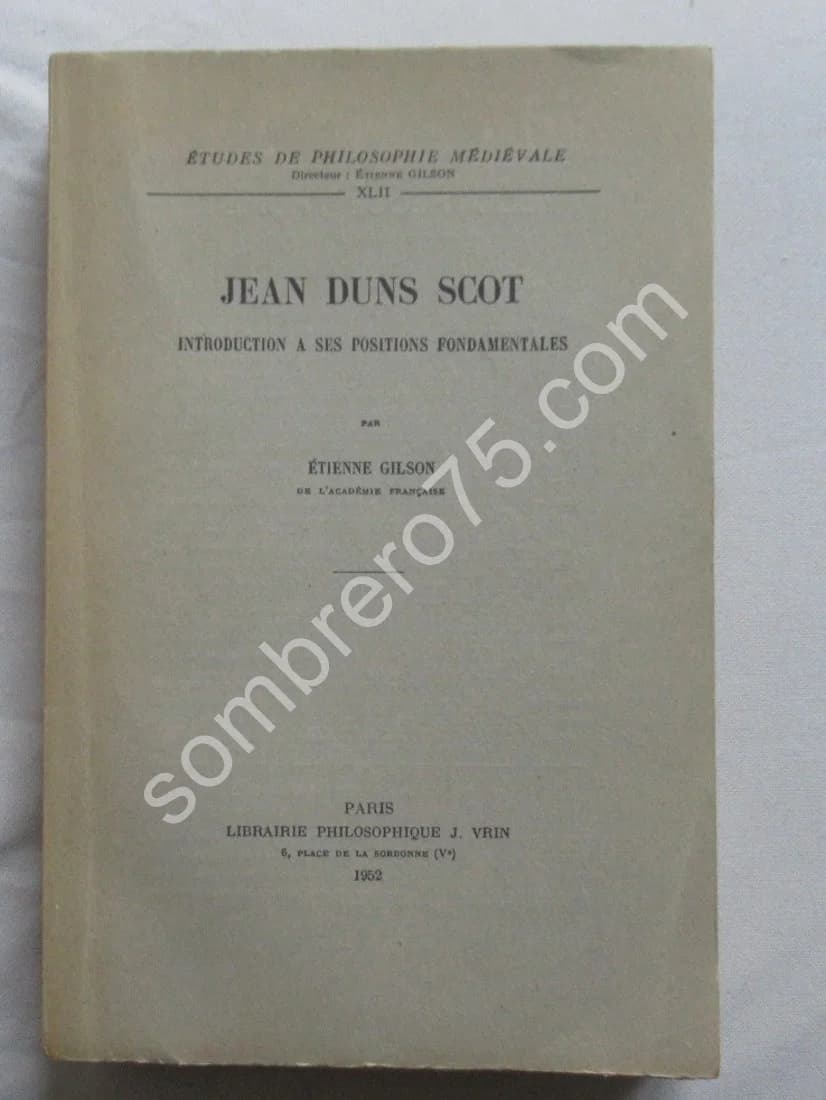 ÉTUDES DE PHILOSOPHIE MÉDIÉVALE
Directeur : ÉTIENNE GILSON
XLII
JEAN DUNS SCOT
INTRODUCTION A SES POSITIONS FONDAMENTALES
PAR
ÉTIENNE GILSON
DE L'ACADÉMIE FRANÇAISE
sombrero75.com
PARIS
LIBRAIRIE PHILOSOPHIQUE J. VRIN
6, PLACE DE LA SORBONNE (Ve)
1952